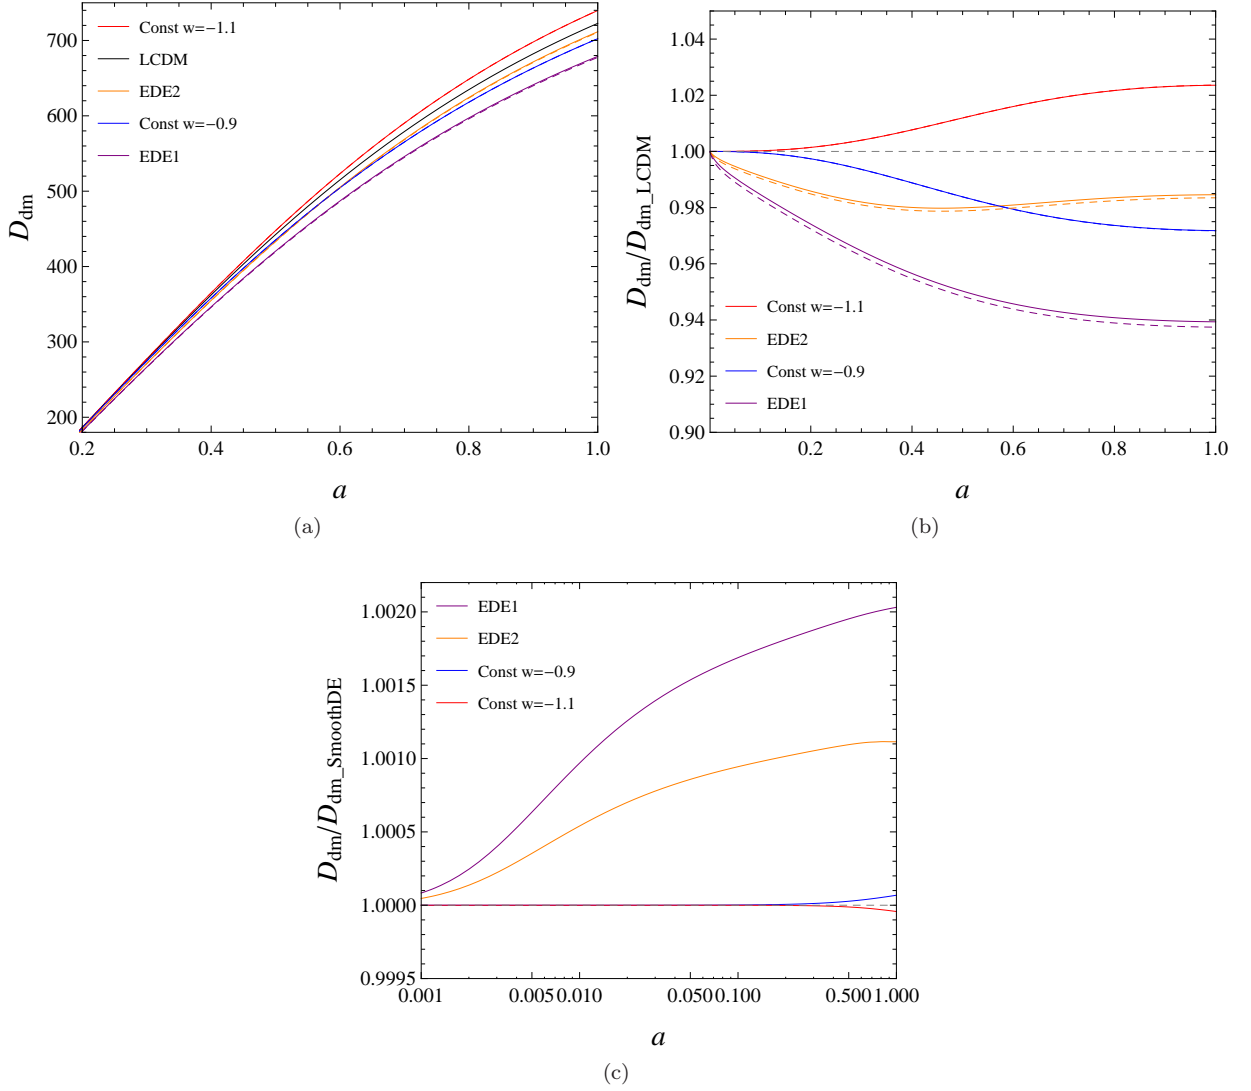 Const w=−1.1
LCDM
EDE2
Const w=−0.9
EDE1
700
600
500
400
300
200
D_dm
0.2 0.4 0.6 0.8 1.0
a
(a)
1.04
1.02
1.00
0.98
0.96
0.94
0.92
0.90
D_dm/D_dm_LCDM
Const w=−1.1
EDE2
Const w=−0.9
EDE1
0.2 0.4 0.6 0.8 1.0
a
(b)
EDE1
EDE2
Const w=−0.9
Const w=−1.1
1.0020
1.0015
1.0010
1.0005
1.0000
0.9995
D_dm/D_dm_SmoothDE
0.001 0.005 0.010 0.050 0.100 0.500 1.000
a
(c)